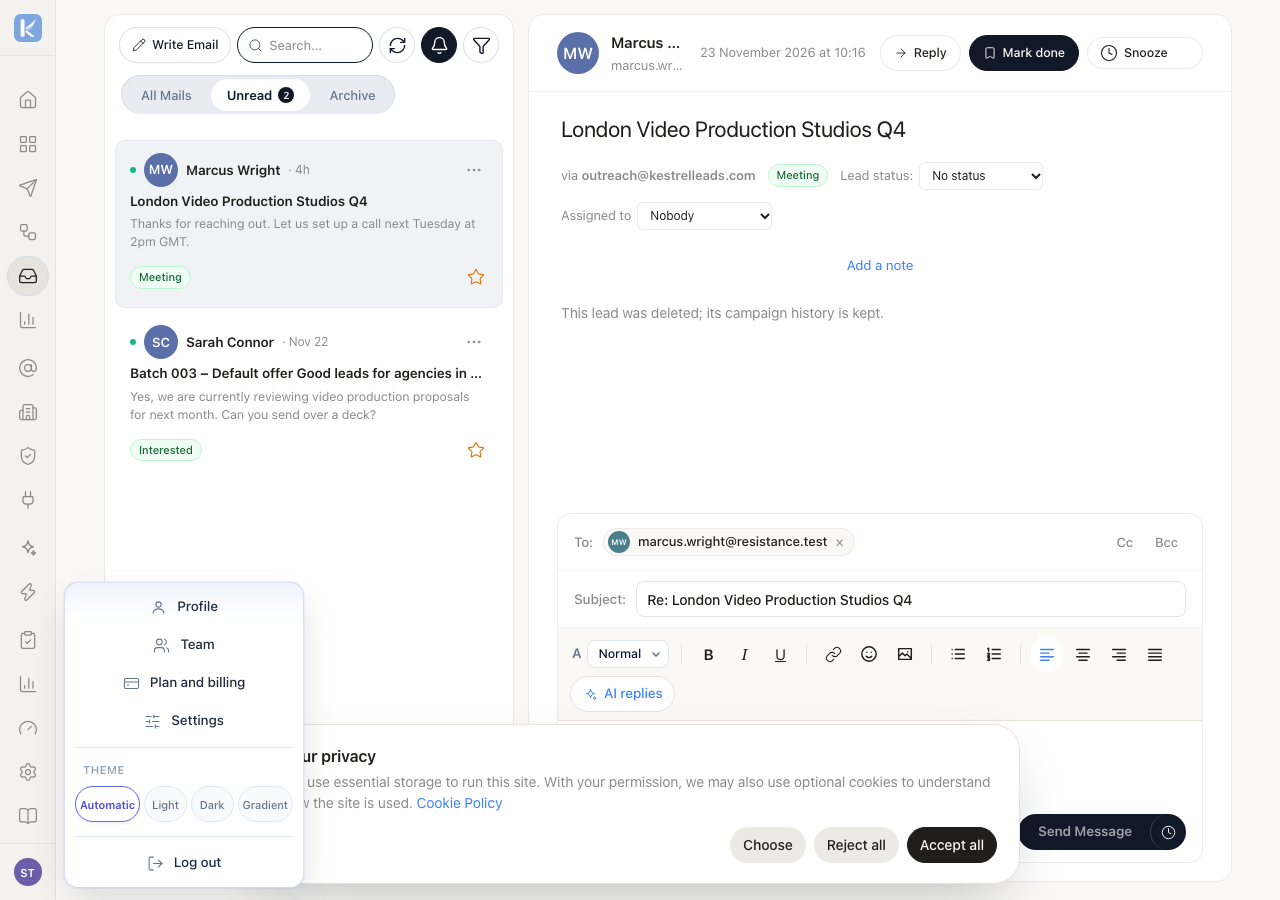 Write Email
Search...
All Mails
Unread 2
Archive
MW
Marcus Wright · 4h
London Video Production Studios Q4
Thanks for reaching out. Let us set up a call next Tuesday at
2pm GMT.
Meeting
SC
Sarah Connor · Nov 22
Batch 003 – Default offer Good leads for agencies in ...
Yes, we are currently reviewing video production proposals
for next month. Can you send over a deck?
Interested
MW
Marcus ...
marcus.wr...
23 November 2026 at 10:16
Reply
Mark done
Snooze
London Video Production Studios Q4
via outreach@kestrelleads.com
Meeting
Lead status:
No status
Assigned to
Nobody
Add a note
This lead was deleted; its campaign history is kept.
To:
MW
marcus.wright@resistance.test ×
Cc
Bcc
Subject:
Re: London Video Production Studios Q4
A
Normal
B
I
U
AI replies
Send Message
Profile
Team
Plan and billing
Settings
THEME
Automatic
Light
Dark
Gradient
Log out
ST
ur privacy
use essential storage to run this site. With your permission, we may also use optional cookies to understand
the site is used. Cookie Policy
Choose
Reject all
Accept all